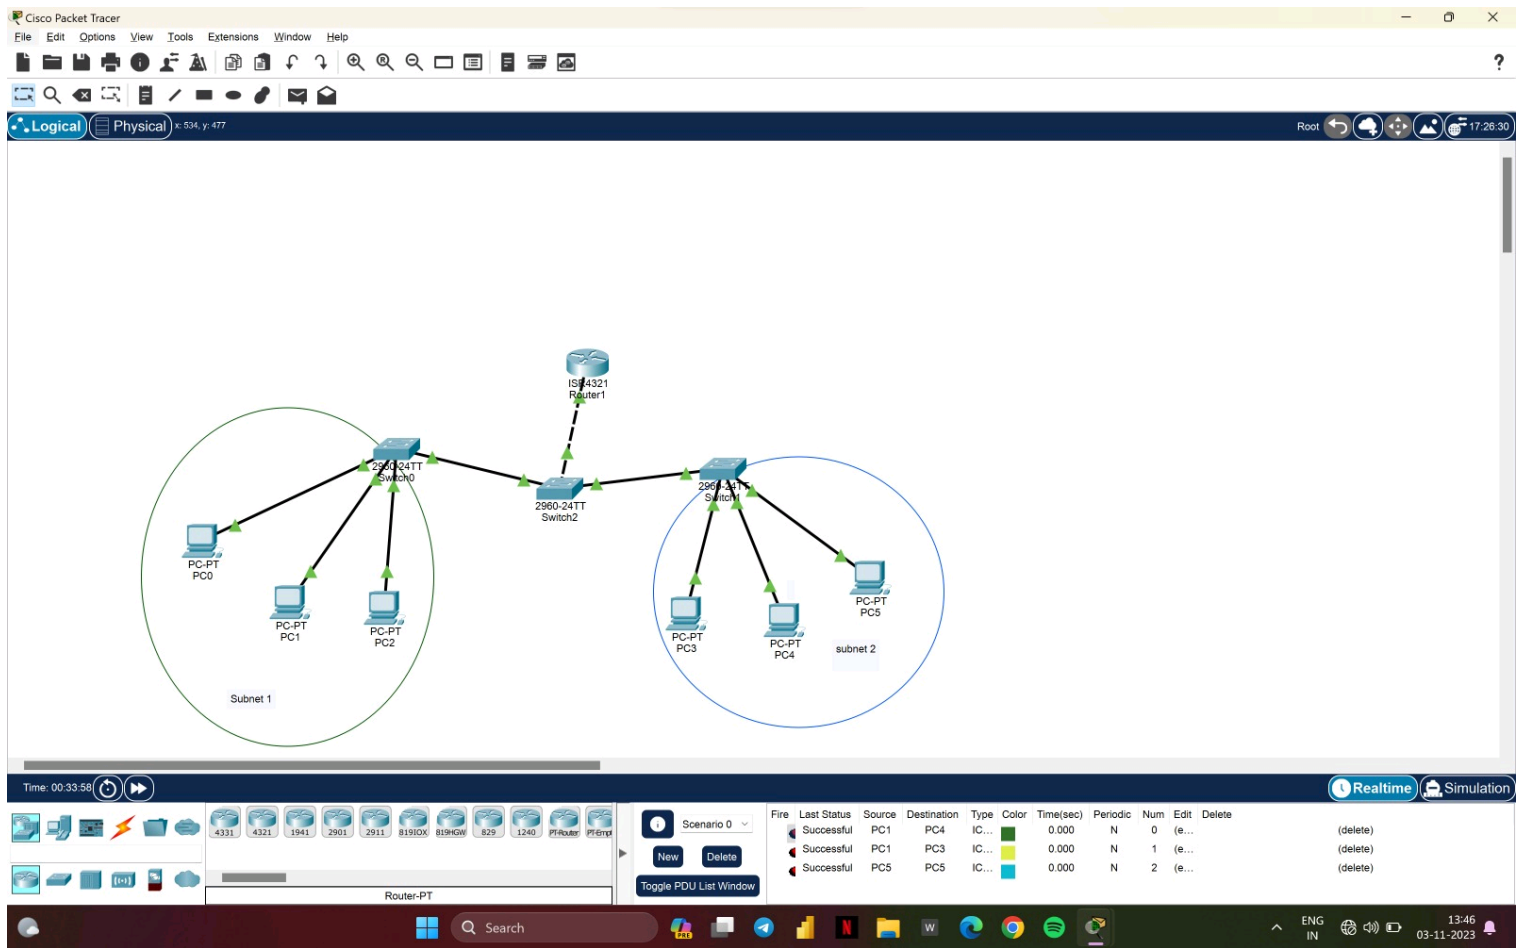 Cisco Packet Tracer
File Edit Options View Tools Extensions Window Help
?
Logical Physical x: 534, y: 477 Root 17:26:30
ISR4321
Router1
2960-24TT
Switch0
2960-24TT
Switch1
2960-24TT
Switch2
PC-PT
PC0
PC-PT
PC1
PC-PT
PC2
PC-PT
PC3
PC-PT
PC4
PC-PT
PC5
subnet 2
Subnet 1
Time: 00:33:58 Realtime Simulation
4331 4321 1941 2901 2911 819IOX 819HGW 829 1240 PT-Router PT-Empt
Router-PT
Scenario 0
New Delete
Toggle PDU List Window
Fire Last Status Source Destination Type Color Time(sec) Periodic Num Edit Delete
Successful PC1 PC4 IC... 0.000 N 0 (e... (delete)
Successful PC1 PC3 IC... 0.000 N 1 (e... (delete)
Successful PC5 PC5 IC... 0.000 N 2 (e... (delete)
Search
PRE
N
W
ENG
IN
13:46
03-11-2023